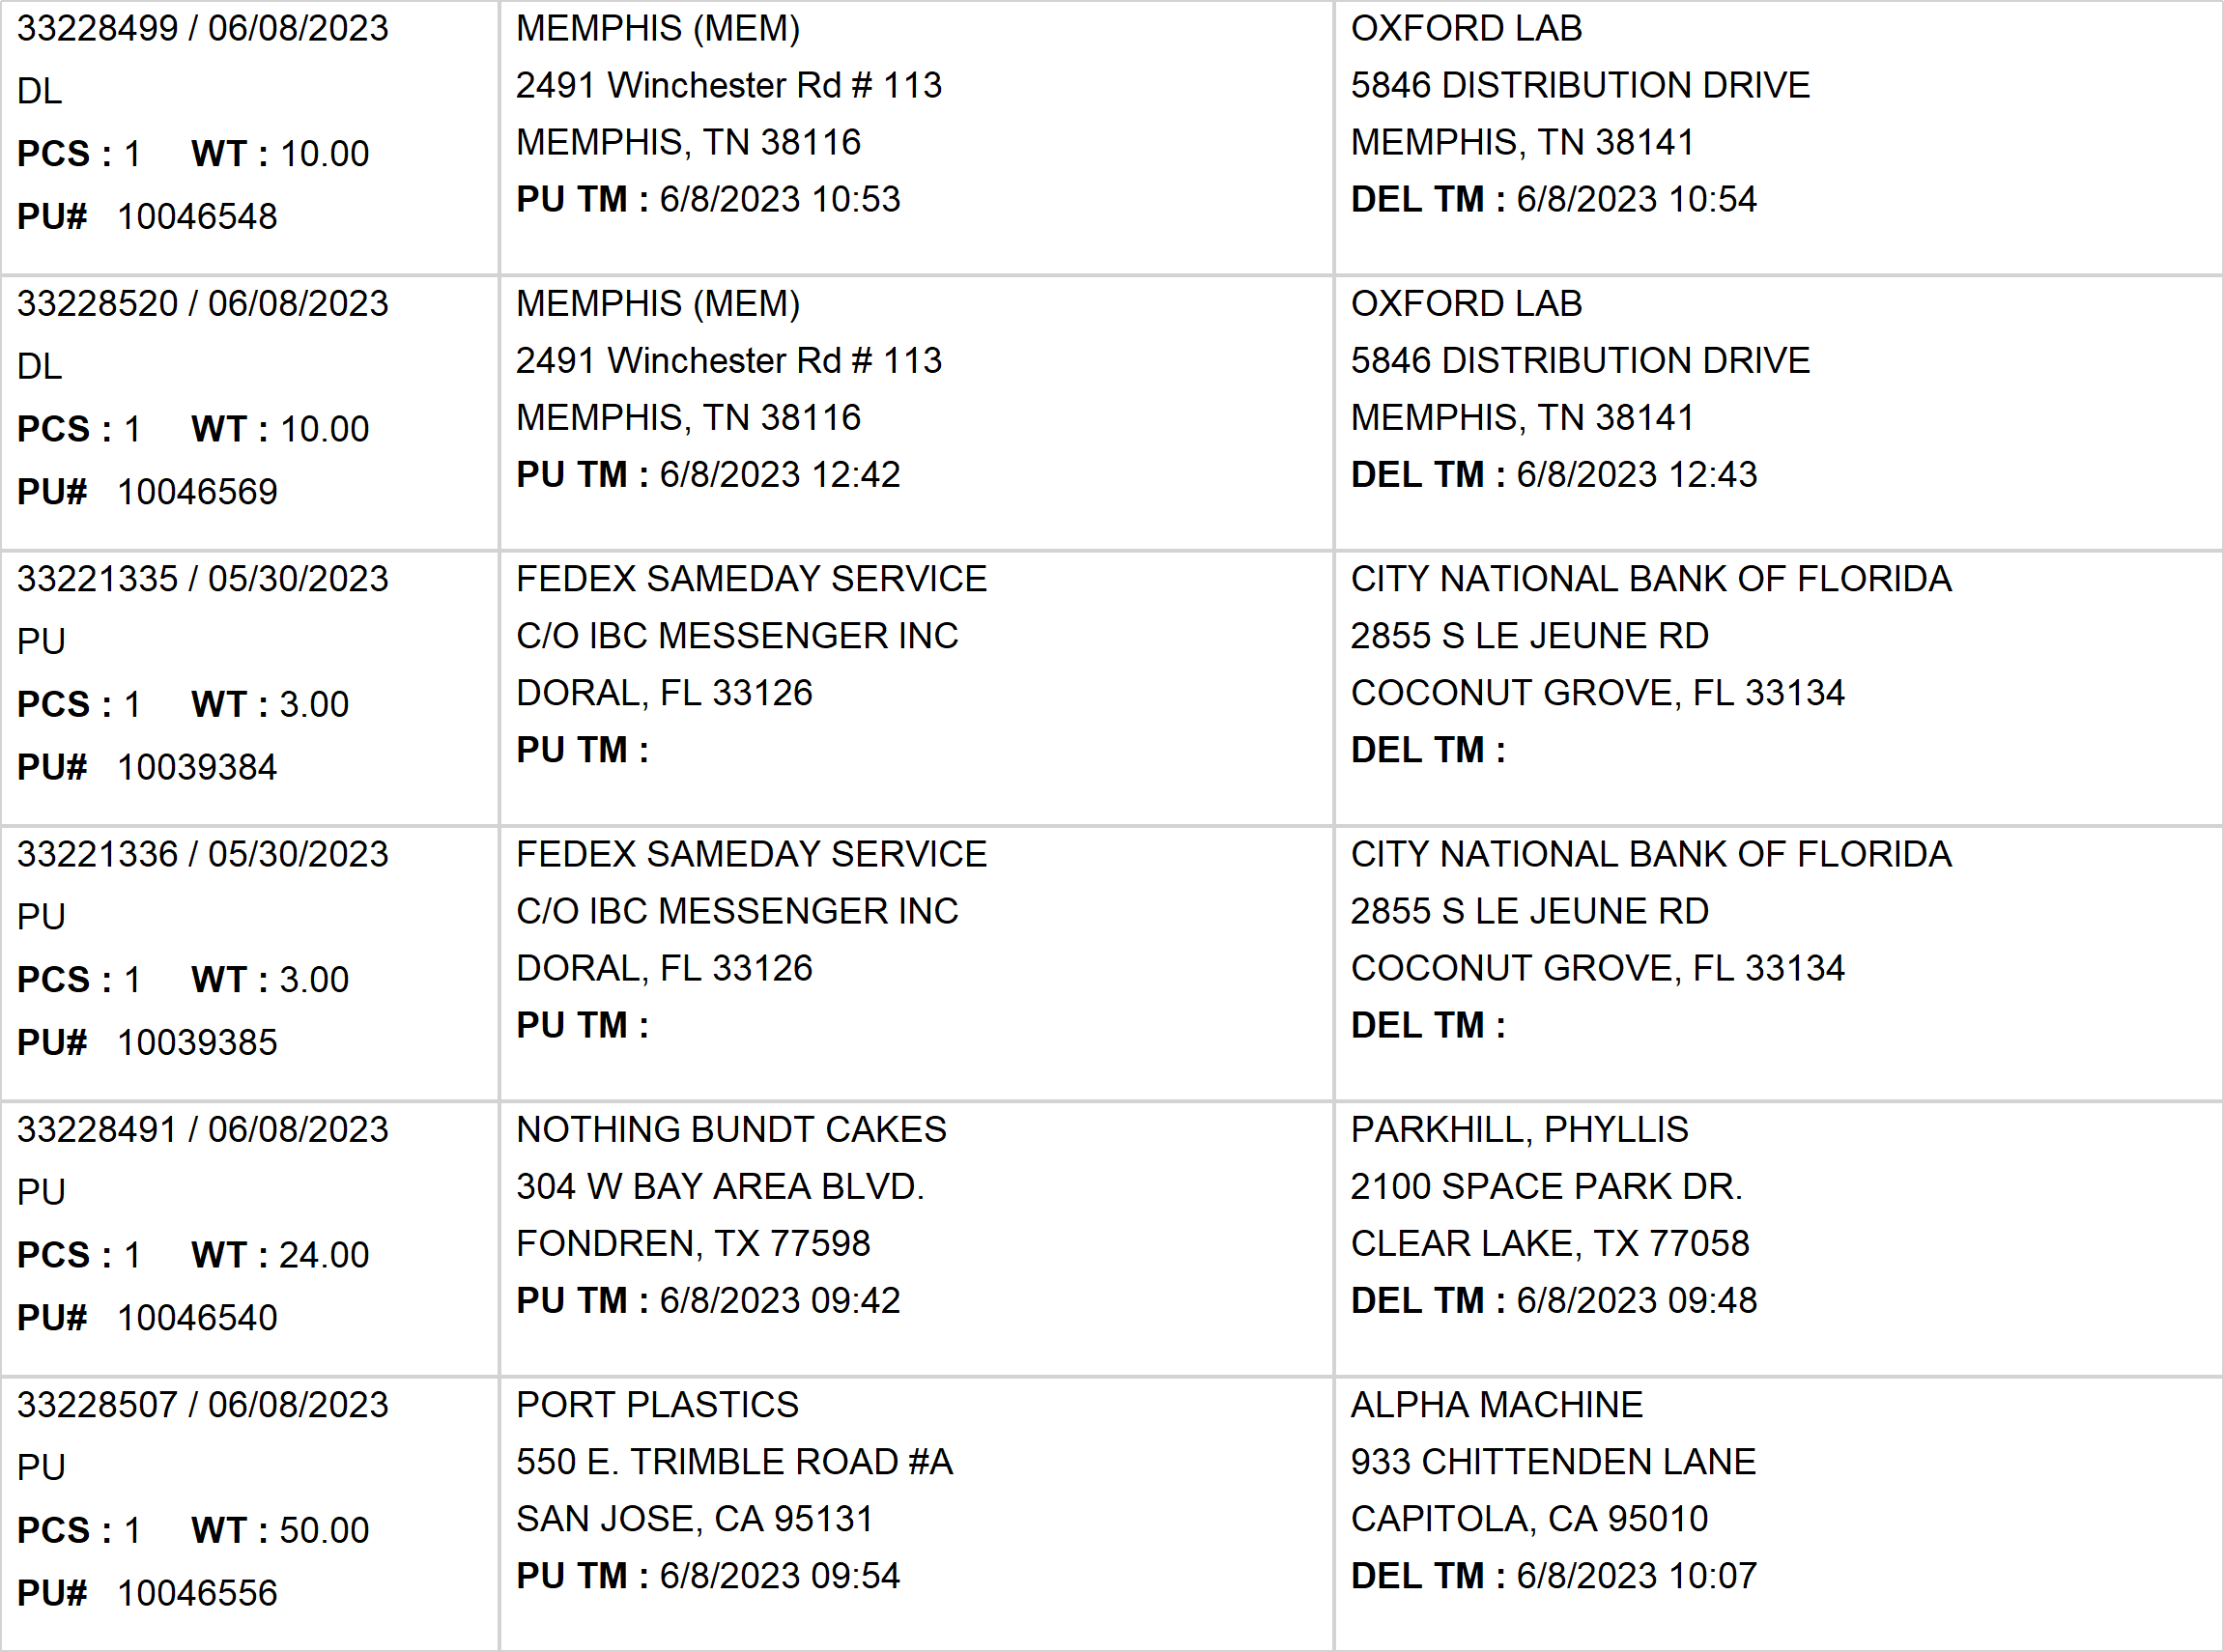 33228499 / 06/08/2023
DL
PCS : 1 WT : 10.00
PU# 10046548
MEMPHIS (MEM)
2491 Winchester Rd # 113
MEMPHIS, TN 38116
PU TM : 6/8/2023 10:53
OXFORD LAB
5846 DISTRIBUTION DRIVE
MEMPHIS, TN 38141
DEL TM : 6/8/2023 10:54
33228520 / 06/08/2023
DL
PCS : 1 WT : 10.00
PU# 10046569
MEMPHIS (MEM)
2491 Winchester Rd # 113
MEMPHIS, TN 38116
PU TM : 6/8/2023 12:42
OXFORD LAB
5846 DISTRIBUTION DRIVE
MEMPHIS, TN 38141
DEL TM : 6/8/2023 12:43
33221335 / 05/30/2023
PU
PCS : 1 WT : 3.00
PU# 10039384
FEDEX SAMEDAY SERVICE
C/O IBC MESSENGER INC
DORAL, FL 33126
PU TM :
CITY NATIONAL BANK OF FLORIDA
2855 S LE JEUNE RD
COCONUT GROVE, FL 33134
DEL TM :
33221336 / 05/30/2023
PU
PCS : 1 WT : 3.00
PU# 10039385
FEDEX SAMEDAY SERVICE
C/O IBC MESSENGER INC
DORAL, FL 33126
PU TM :
CITY NATIONAL BANK OF FLORIDA
2855 S LE JEUNE RD
COCONUT GROVE, FL 33134
DEL TM :
33228491 / 06/08/2023
PU
PCS : 1 WT : 24.00
PU# 10046540
NOTHING BUNDT CAKES
304 W BAY AREA BLVD.
FONDREN, TX 77598
PU TM : 6/8/2023 09:42
PARKHILL, PHYLLIS
2100 SPACE PARK DR.
CLEAR LAKE, TX 77058
DEL TM : 6/8/2023 09:48
33228507 / 06/08/2023
PU
PCS : 1 WT : 50.00
PU# 10046556
PORT PLASTICS
550 E. TRIMBLE ROAD #A
SAN JOSE, CA 95131
PU TM : 6/8/2023 09:54
ALPHA MACHINE
933 CHITTENDEN LANE
CAPITOLA, CA 95010
DEL TM : 6/8/2023 10:07